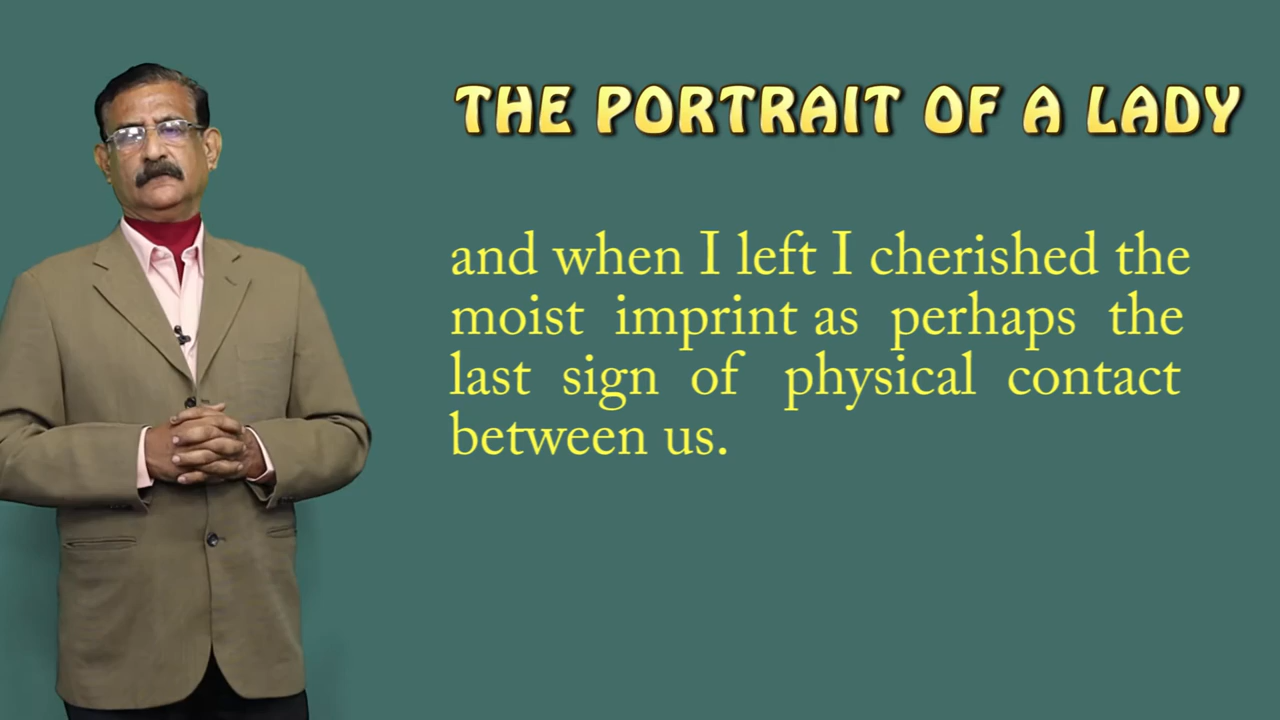 THE PORTRAIT OF A LADY
and when I left I cherished the
moist imprint as perhaps the
last sign of physical contact
between us.